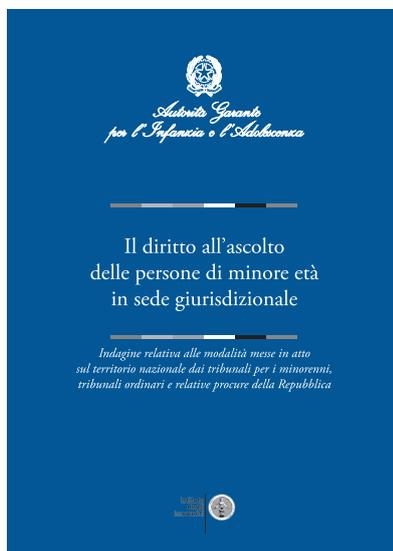 Autorità Garante
per l'Infanzia e l'Adolescenza
Il diritto all'ascolto
delle persone di minore età
in sede giurisdizionale
Indagine relativa alle modalità messe in atto
sul territorio nazionale dai tribunali per i minorenni,
tribunali ordinari e relative procure della Repubblica